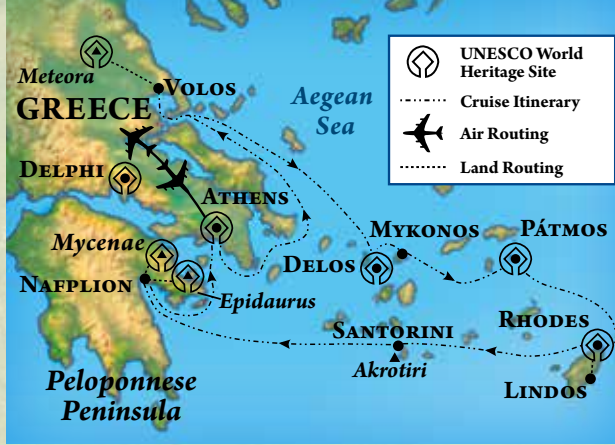 Meteora
VOLOS
GREECE
Aegean
Sea
DELPHI
ATHENS
Mycenae
NAFPLION
Epidaurus
Peloponnese
Peninsula
MYKONOS
DELOS
PÁTMOS
SANTORINI
Akrotiri
RHODES
LINDOS
UNESCO World
Heritage Site
Cruise Itinerary
Air Routing
Land Routing